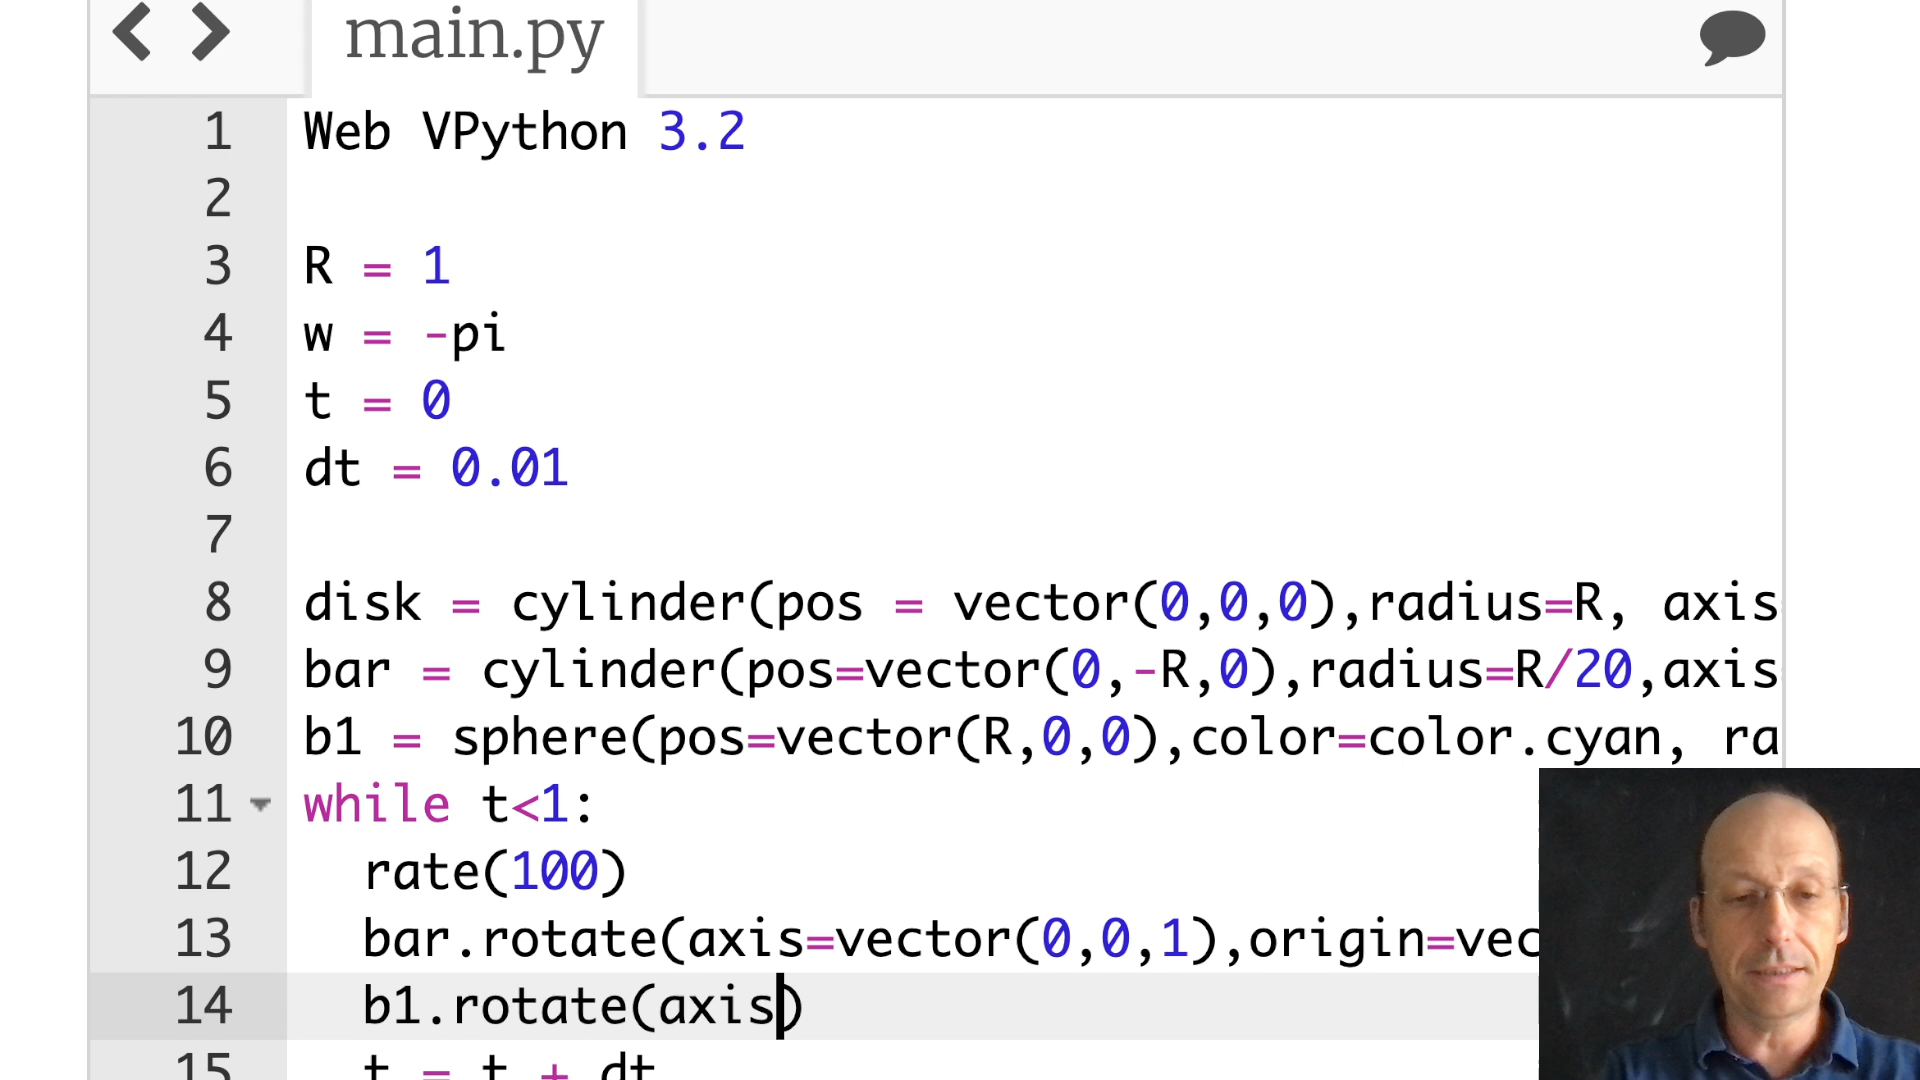 main.py
1 Web VPython 3.2
2
3 R = 1
4 w = -pi
5 t = 0
6 dt = 0.01
7
8 disk = cylinder(pos = vector(0,0,0),radius=R, axis
9 bar = cylinder(pos=vector(0,-R,0),radius=R/20,axis
10 b1 = sphere(pos=vector(R,0,0),color=color.cyan, ra
11 while t<1:
12 rate(100)
13 bar.rotate(axis=vector(0,0,1),origin=vec
14 b1.rotate(axis)
15 t = t + dt